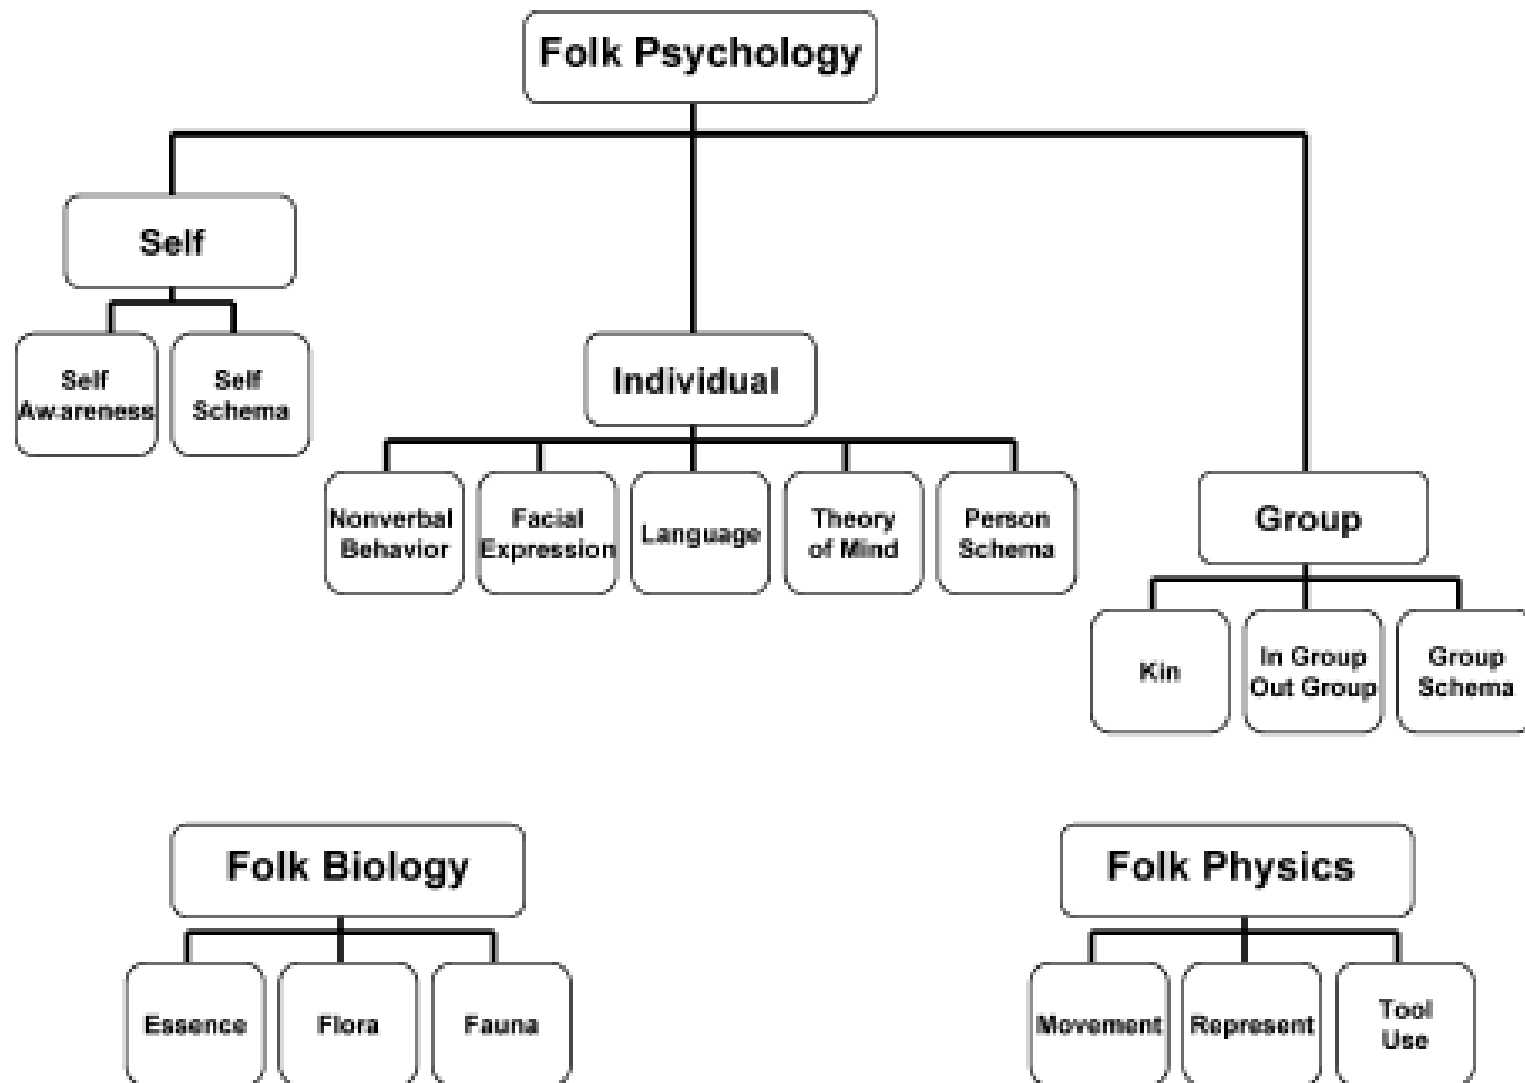 Folk Psychology
Self
Self
Awareness
Self
Schema
Individual
Nonverbal
Behavior
Facial
Expression
Language
Theory
of Mind
Person
Schema
Group
Kin
In Group
Out Group
Group
Schema
Folk Biology
Essence
Flora
Fauna
Folk Physics
Movement
Represent
Tool
Use